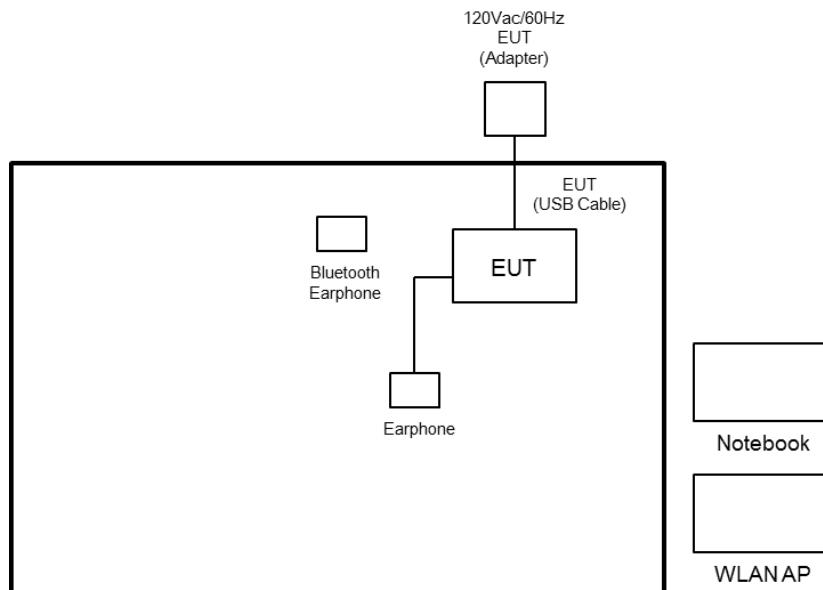 120Vac/60Hz
EUT
(Adapter)
EUT
(USB Cable)
EUT
Bluetooth
Earphone
Earphone
Notebook
WLAN AP